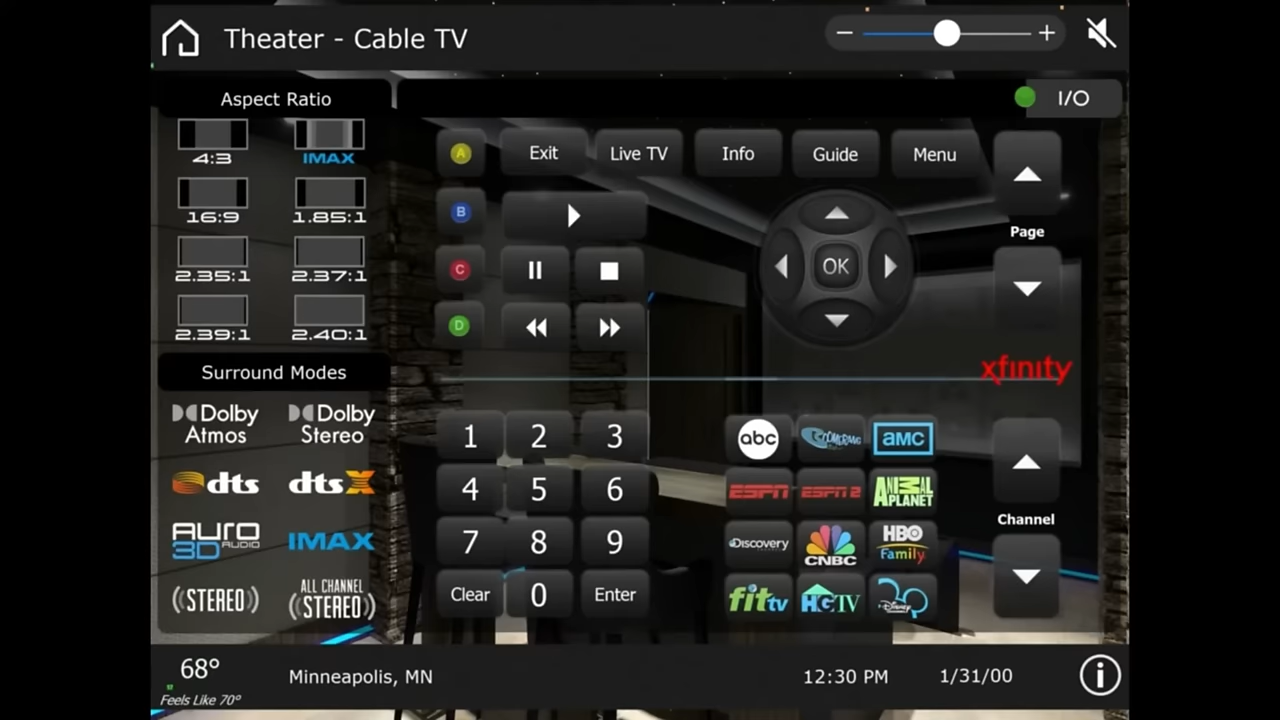 Theater - Cable TV
Aspect Ratio
I/O
4:3
IMAX
16:9
1.85:1
2.35:1
2.37:1
2.39:1
2.40:1
A
Exit
Live TV
Info
Guide
Menu
B
C
D
OK
Page
xfinity
Surround Modes
Dolby Atmos
Dolby Stereo
dts
dts X
AURO 3D AUDIO
IMAX
((STEREO))
ALL CHANNEL
((STEREO))
1 2 3
4 5 6
7 8 9
Clear 0 Enter
abc
BOOMERANG
amc
ESPN
ESPN 2
ANIMAL PLANET
Discovery
CNBC
HBO Family
fit tv
HGTV
Disney
Channel
68°
Feels Like 70°
Minneapolis, MN
12:30 PM
1/31/00
i